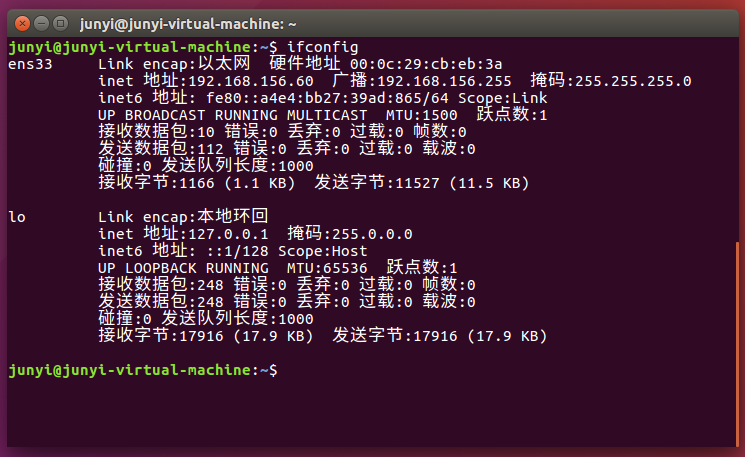 junyi@junyi-virtual-machine: ~
junyi@junyi-virtual-machine:~$ ifconfig
ens33     Link encap:以太网  硬件地址 00:0c:29:cb:eb:3a
          inet 地址:192.168.156.60  广播:192.168.156.255  掩码:255.255.255.0
          inet6 地址: fe80::a4e4:bb27:39ad:865/64 Scope:Link
          UP BROADCAST RUNNING MULTICAST  MTU:1500  跃点数:1
          接收数据包:10 错误:0 丢弃:0 过载:0 帧数:0
          发送数据包:112 错误:0 丢弃:0 过载:0 载波:0
          碰撞:0 发送队列长度:1000
          接收字节:1166 (1.1 KB)  发送字节:11527 (11.5 KB)
lo        Link encap:本地环回
          inet 地址:127.0.0.1  掩码:255.0.0.0
          inet6 地址: ::1/128 Scope:Host
          UP LOOPBACK RUNNING  MTU:65536  跃点数:1
          接收数据包:248 错误:0 丢弃:0 过载:0 帧数:0
          发送数据包:248 错误:0 丢弃:0 过载:0 载波:0
          碰撞:0 发送队列长度:1000
          接收字节:17916 (17.9 KB)  发送字节:17916 (17.9 KB)
junyi@junyi-virtual-machine:~$